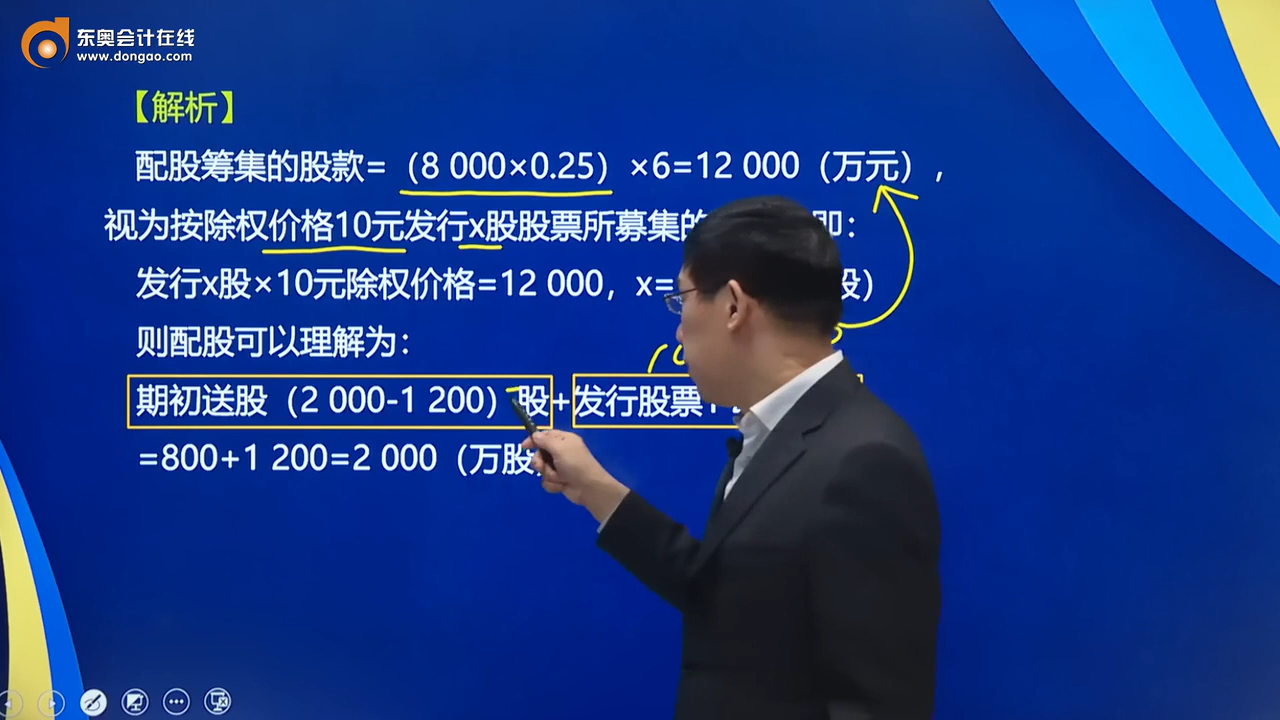 东奥会计在线
www.dongao.com
【解析】
配股筹集的股款=（8 000×0.25）×6=12 000（万元），
视为按除权价格10元发行x股股票所募集的 即：
发行x股×10元除权价格=12 000，x= 股）
则配股可以理解为：
期初送股（2 000-1 200）股+发行股票1
=800+1 200=2 000（万股